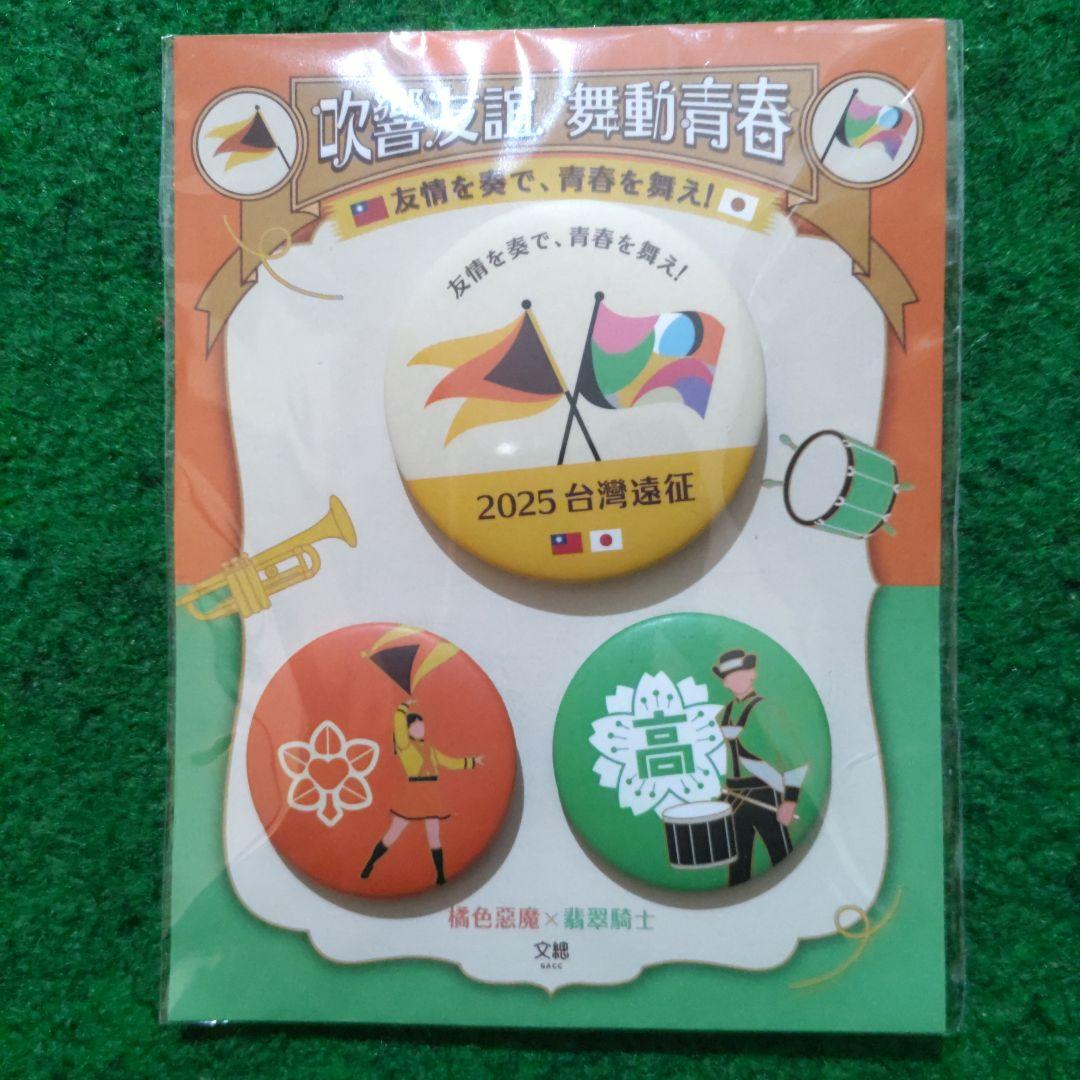 吹響友誼 舞動青春
友情を奏で、青春を舞え!
友情を奏で、青春を舞え!
2025 台灣遠征
高
橘色惡魔×翡翠騎士
文總
GACC